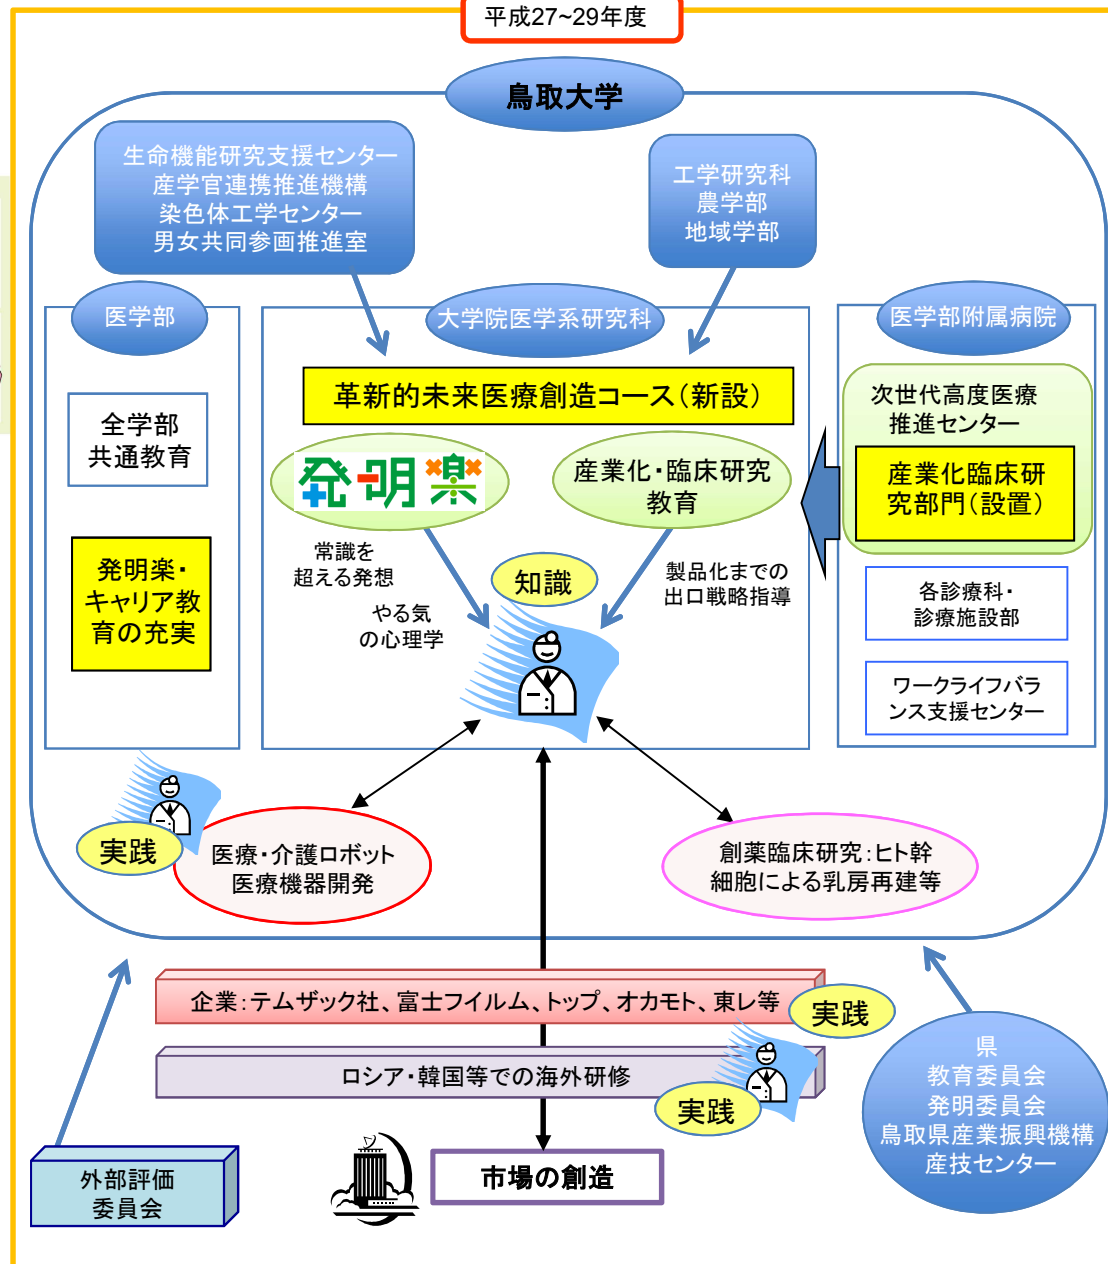 平成27~29年度
鳥取大学
生命機能研究支援センター
産学官連携推進機構
染色体工学センター
男女共同参画推進室
工学研究科
農学部
地域学部
医学部
大学院医学系研究科
医学部附属病院
全学部
共通教育
発明楽・
キャリア教
育の充実
革新的未来医療創造コース（新設）
発明楽
産業化・臨床研究
教育
常識を
超える発想
やる気
の心理学
知識
製品化までの
出口戦略指導
次世代高度医療
推進センター
産業化臨床研
究部門（設置）
各診療科・
診療施設部
ワークライフバラ
ンス支援センター
実践
医療・介護ロボット
医療機器開発
創薬臨床研究：ヒト幹
細胞による乳房再建等
企業：テムザック社、富士フイルム、トップ、オカモト、東レ等
実践
ロシア・韓国等での海外研修
実践
県
教育委員会
発明委員会
鳥取県産業振興機構
産技センター
外部評価
委員会
市場の創造